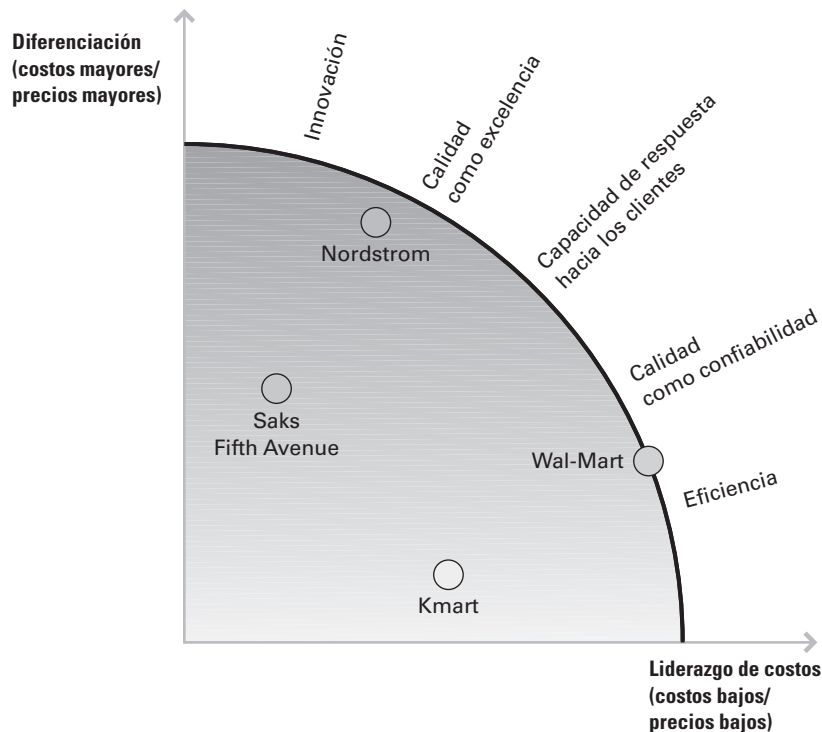 Diferenciación
(costos mayores/
precios mayores)
Innovación
Calidad
como excelencia
Capacidad de respuesta
hacia los clientes
Calidad
como confiabilidad
Eficiencia
Nordstrom
Saks
Fifth Avenue
Wal-Mart
Kmart
Liderazgo de costos
(costos bajos/
precios bajos)